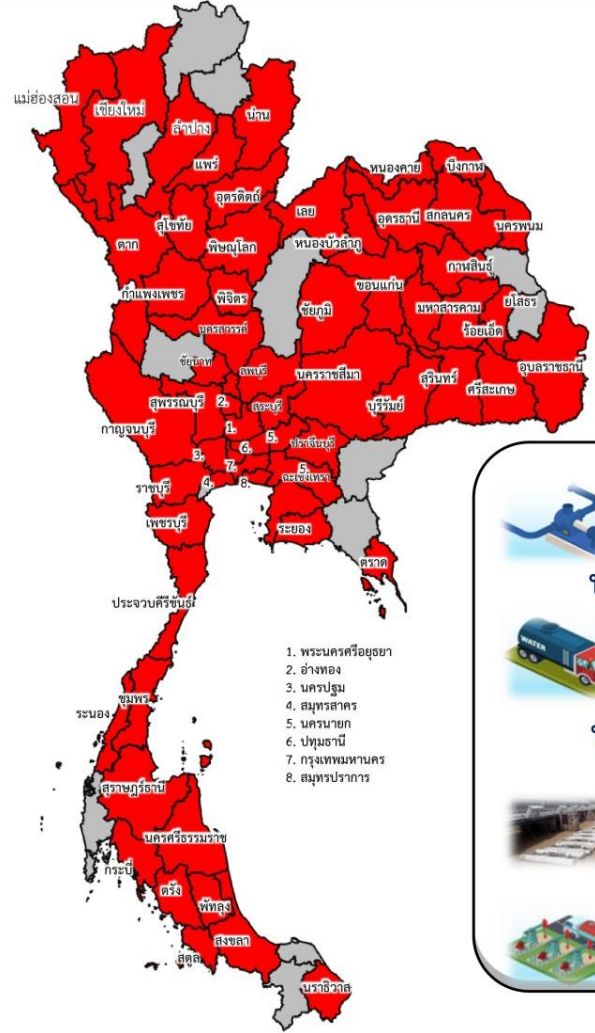 แม่ฮ่องสอน
เชียงใหม่
ลำปาง
น่าน
แพร่
อุตรดิตถ์
สุโขทัย
ตาก
พิษณุโลก
เลย
หนองคาย
บึงกาฬ
อุดรธานี
สกลนคร
นครพนม
หนองบัวลำภู
กำแพงเพชร
พิจิตร
ขอนแก่น
กาฬสินธุ์
ชัยภูมิ
มหาสารคาม
ยโสธร
ร้อยเอ็ด
นครสวรรค์
ชัยนาท
ลพบุรี
นครราชสีมา
สุรินทร์
ศรีสะเกษ
อุบลราชธานี
สุพรรณบุรี
2.
สระบุรี
บุรีรัมย์
กาญจนบุรี
1.
5.
6.
ปราจีนบุรี
3.
7.
5.
ราชบุรี
4.
8.
ฉะเชิงเทรา
เพชรบุรี
ระยอง
ตราด
ประจวบคีรีขันธ์
1. พระนครศรีอยุธยา
2. อ่างทอง
3. นครปฐม
4. สมุทรสาคร
5. นครนายก
6. ปทุมธานี
7. กรุงเทพมหานคร
8. สมุทรปราการ
ชุมพร
ระนอง
สุราษฎร์ธานี
นครศรีธรรมราช
กระบี่
ตรัง
พัทลุง
สงขลา
สตูล
นราธิวาส
WATER